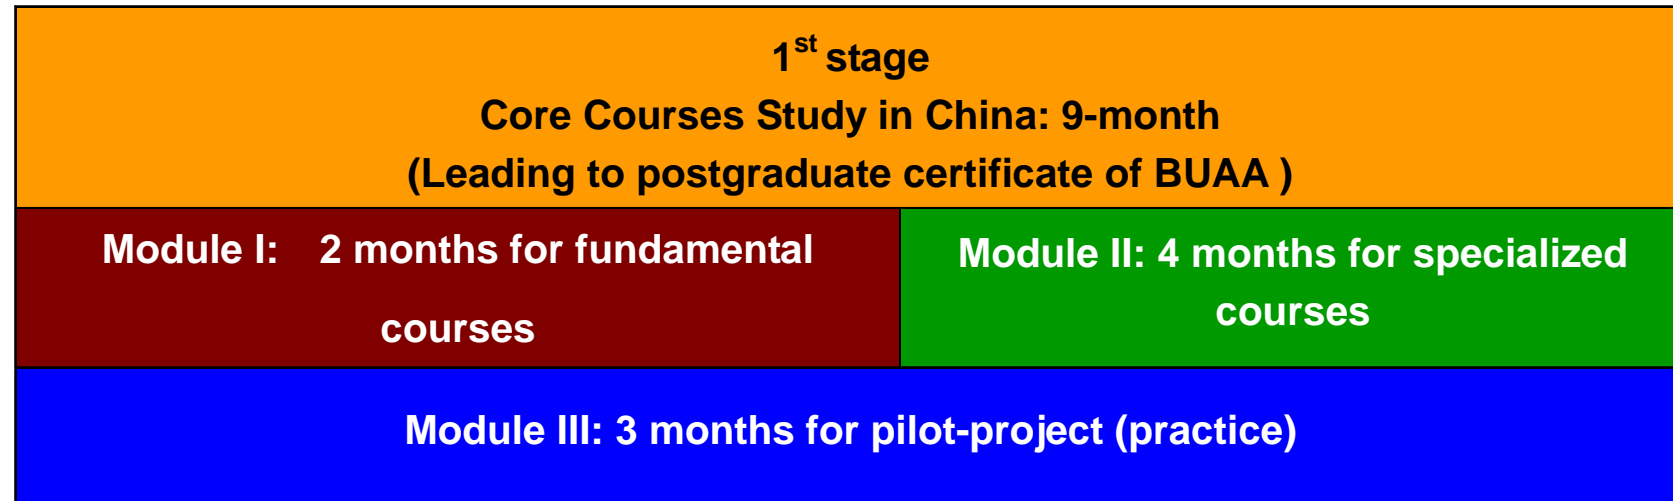 1st stage
Core Courses Study in China: 9-month
(Leading to postgraduate certificate of BUAA )
Module I: 2 months for fundamental
courses
Module II: 4 months for specialized
courses
Module III: 3 months for pilot-project (practice)